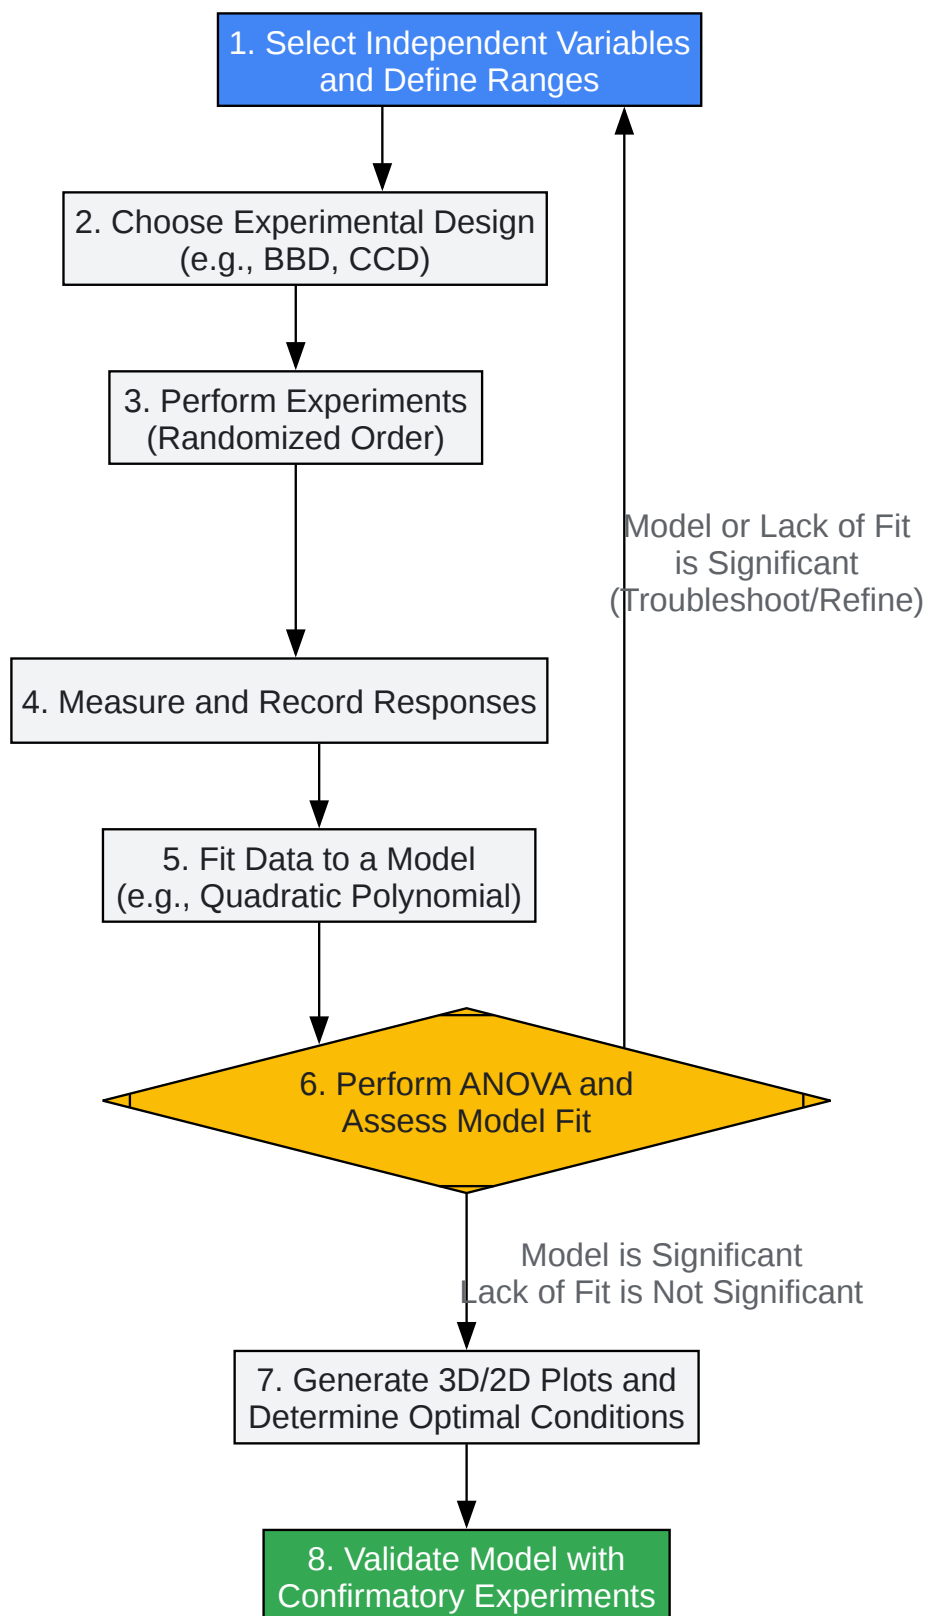 1. Select Independent Variables
and Define Ranges
2. Choose Experimental Design
(e.g., BBD, CCD)
3. Perform Experiments
(Randomized Order)
Model or Lack of Fit
is Significant
(Troubleshoot/Refine)
4. Measure and Record Responses
5. Fit Data to a Model
(e.g., Quadratic Polynomial)
6. Perform ANOVA and
Assess Model Fit
Model is Significant
Lack of Fit is Not Significant
7. Generate 3D/2D Plots and
Determine Optimal Conditions
8. Validate Model with
Confirmatory Experiments